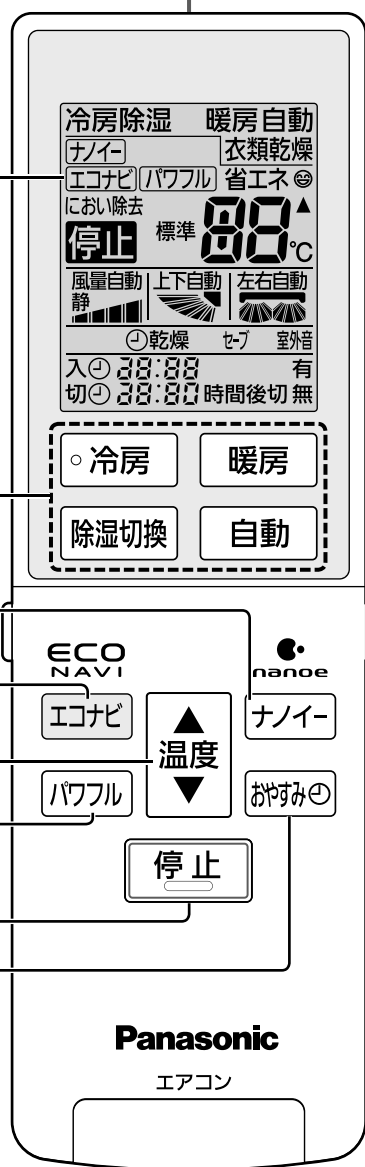 冷房除湿 暖房自動
ナノイー 衣類乾燥
エコナビ パワフル 省エネ
におい除去
停止 標準 88℃
風量自動 上下自動 左右自動
静
乾燥 セーブ 室外音
入 28:88 有
切 28:80 時間後切 無
冷房 暖房
除湿切換 自動
ECO NAVI nanoe
エコナビ ナノイー
▲
温度
▼
パワフル おやすみ
停止
Panasonic
エアコン